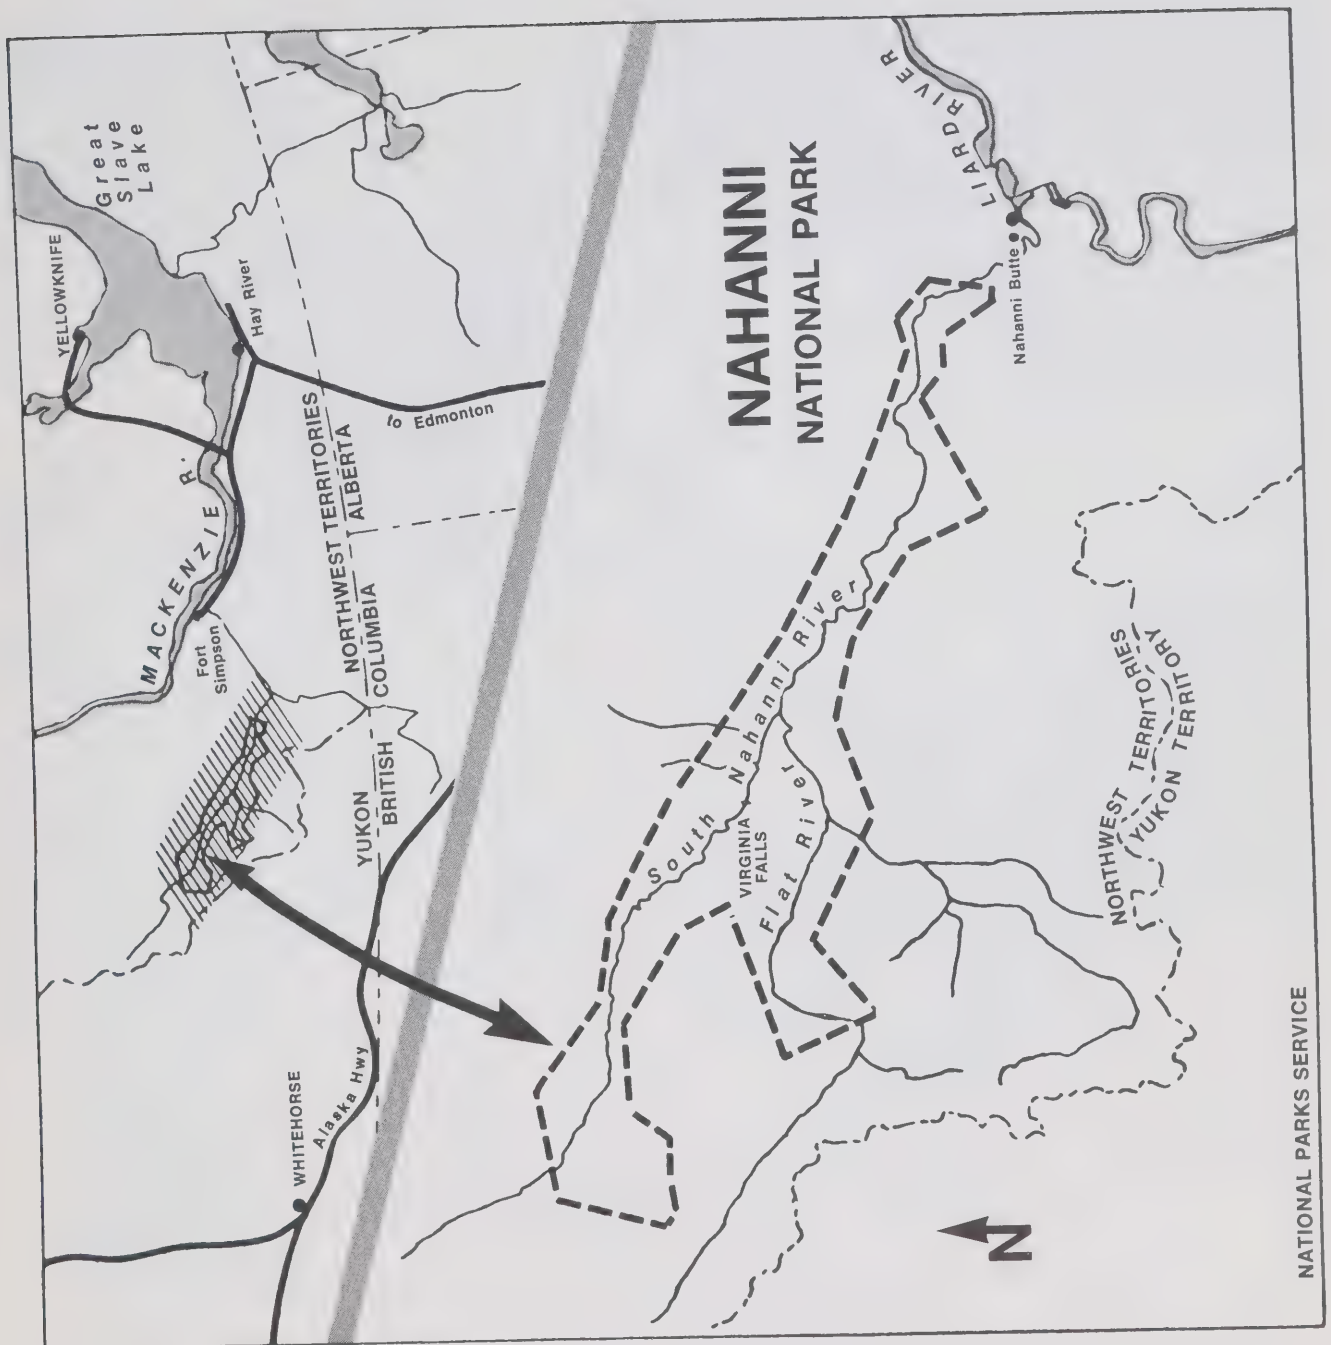 Great
Slave
Lake
YELLOWKNIFE
Hay River
MACKENZIE R.
Fort
Simpson
to Edmonton
NORTHWEST TERRITORIES
ALBERTA
COLUMBIA
YUKON
BRITISH
WHITEHORSE
Alaska Hwy
NAHANNI
NATIONAL PARK
LIARD RIVER
Nahanni Butte
South Nahanni River
VIRGINIA
FALLS
Flat River
NORTHWEST TERRITORIES
YUKON TERRITORY
N
NATIONAL PARKS SERVICE